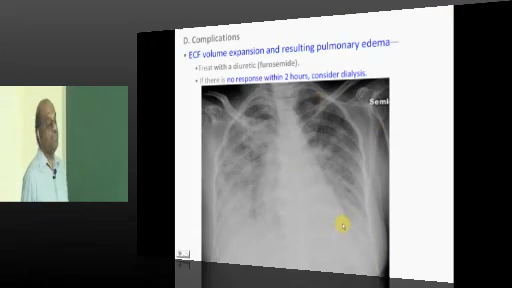 D. Complications
• ECF volume expansion and resulting pulmonary edema—
•Treat with a diuretic (furosemide).
• If there is no response within 2 hours, consider dialysis.
Semi